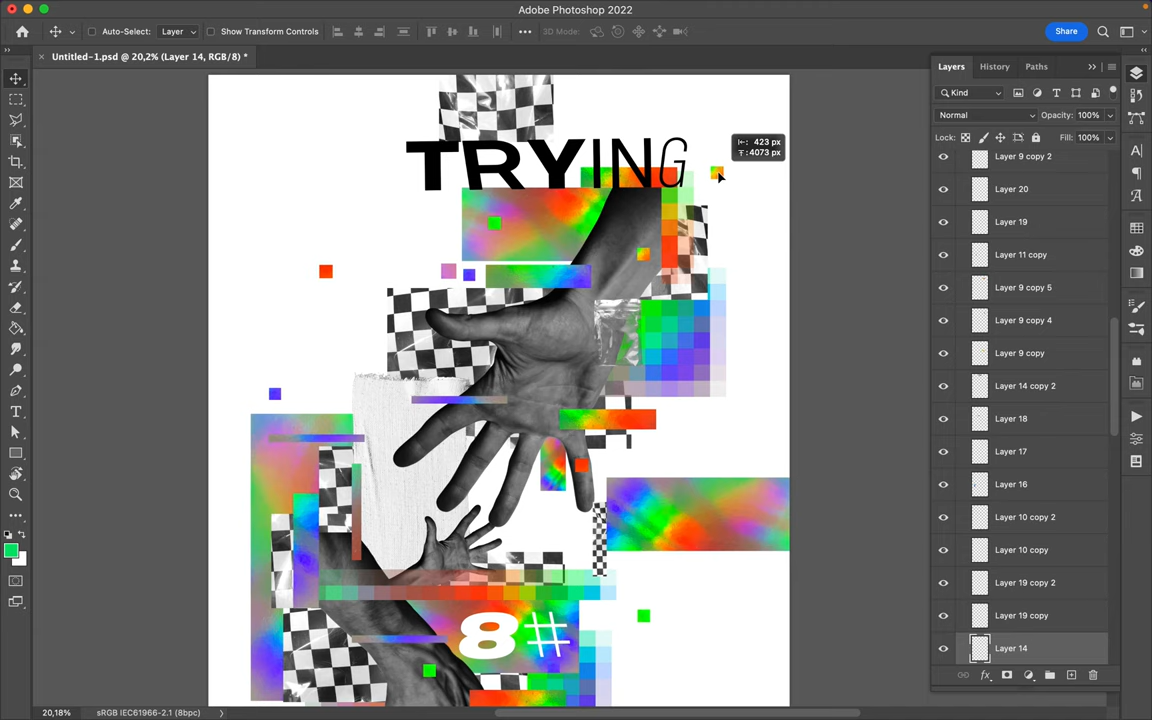 Adobe Photoshop 2022
Auto-Select: Layer Show Transform Controls 3D Mode: Share
Untitled-1.psd @ 20,2% (Layer 14, RGB/8) *
Layers History Paths
Kind
Normal Opacity: 100%
Lock: Fill: 100%
423 px
4073 px
TRYING
8#
Layer 9 copy 2
Layer 20
Layer 19
Layer 11 copy
Layer 9 copy 5
Layer 9 copy 4
Layer 9 copy
Layer 14 copy 2
Layer 18
Layer 17
Layer 16
Layer 10 copy 2
Layer 10 copy
Layer 19 copy 2
Layer 19 copy
Layer 14
20,18% sRGB IEC61966-2.1 (8bpc)